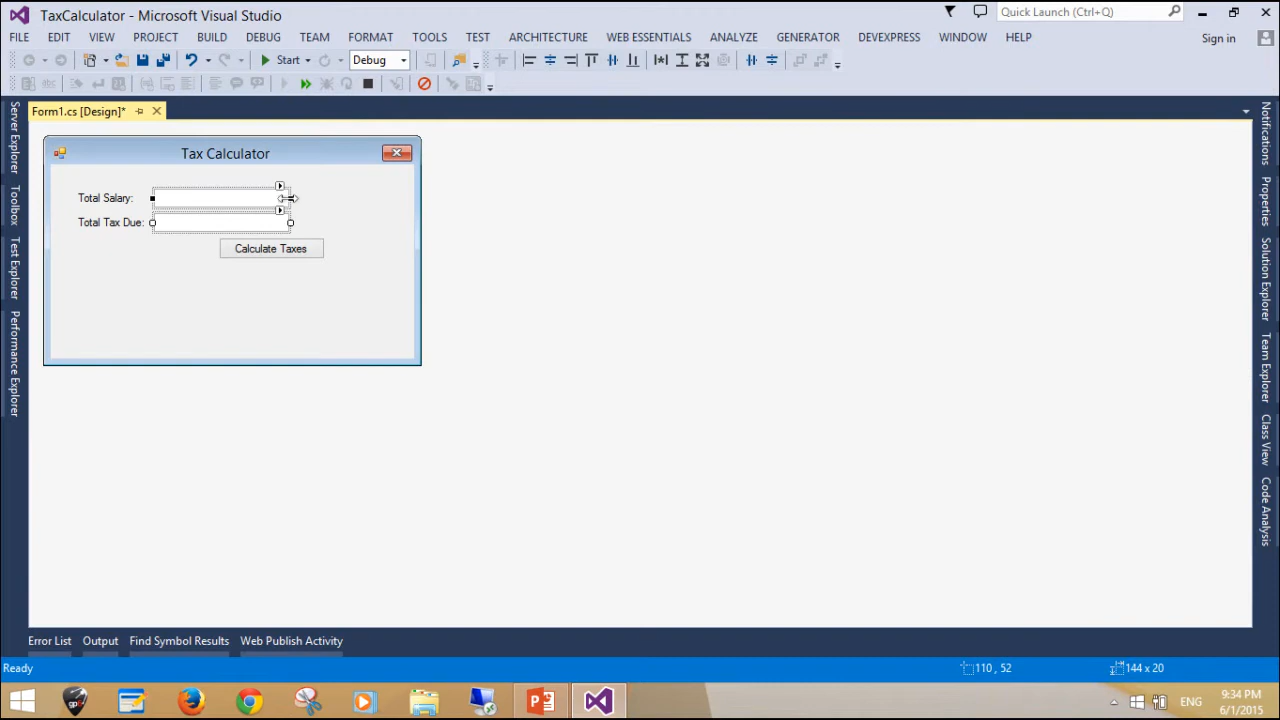 TaxCalculator - Microsoft Visual Studio
Quick Launch (Ctrl+Q)
FILE EDIT VIEW PROJECT BUILD DEBUG TEAM FORMAT TOOLS TEST ARCHITECTURE WEB ESSENTIALS ANALYZE GENERATOR DEVEXPRESS WINDOW HELP Sign in
Start Debug
Form1.cs [Design]*
Server Explorer
Toolbox
Test Explorer
Performance Explorer
Tax Calculator
Total Salary:
Total Tax Due:
Calculate Taxes
Notifications
Properties
Solution Explorer
Team Explorer
Class View
Code Analysis
Error List Output Find Symbol Results Web Publish Activity
Ready 110 , 52 144 x 20
ENG
9:34 PM
6/1/2015